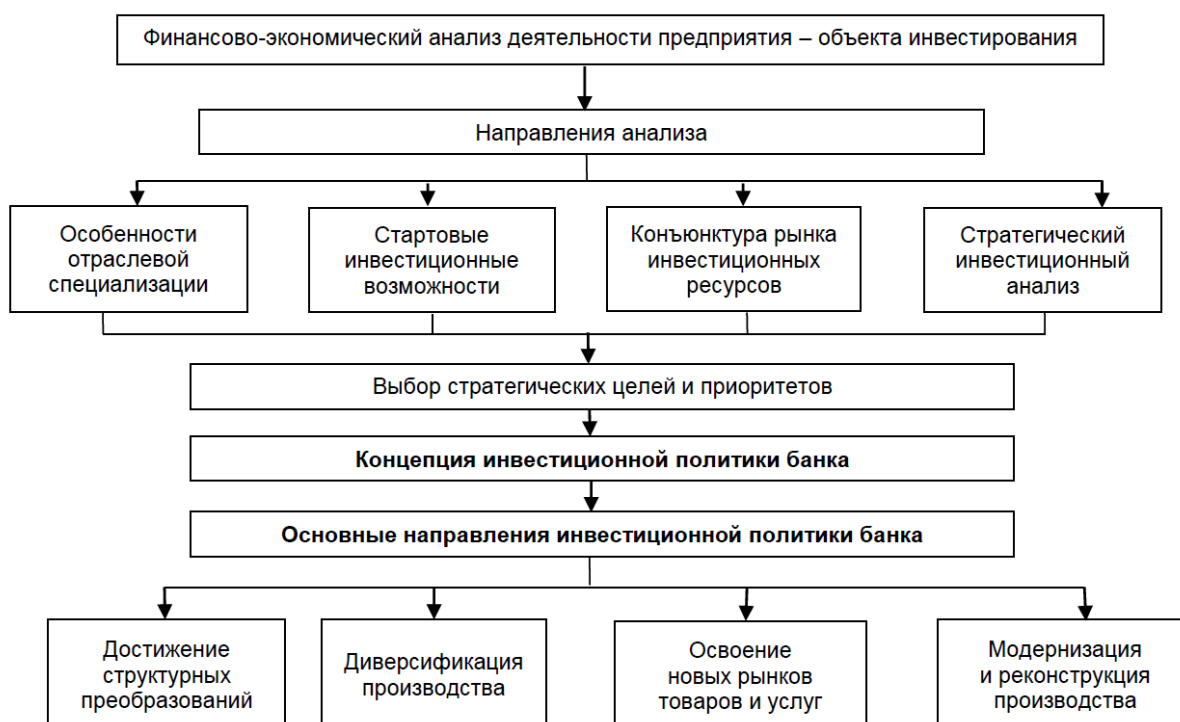 Финансово-экономический анализ деятельности предприятия – объекта инвестирования
Направления анализа
Особенности
отраслевой
специализации
Стартовые
инвестиционные
возможности
Конъюнктура рынка
инвестиционных
ресурсов
Стратегический
инвестиционный
анализ
Выбор стратегических целей и приоритетов
Концепция инвестиционной политики банка
Основные направления инвестиционной политики банка
Достижение
структурных
преобразований
Диверсификация
производства
Освоение
новых рынков
товаров и услуг
Модернизация
и реконструкция
производства